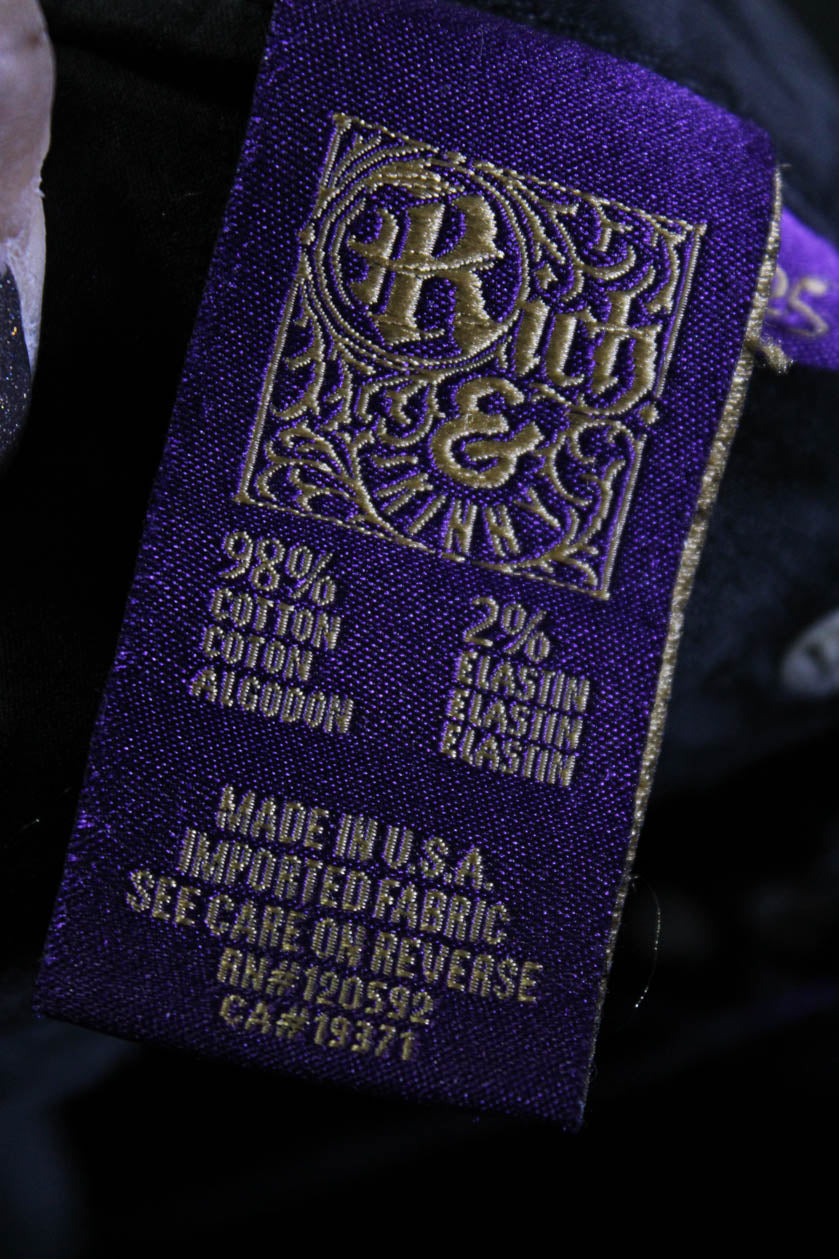 Rich
&
SKINNY
98%
COTTON
COTON
ALGODON
2%
ELASTIN
ELASTIN
ELASTIN
MADE IN U.S.A.
IMPORTED FABRIC
SEE CARE ON REVERSE
RN#120592
CA#19371